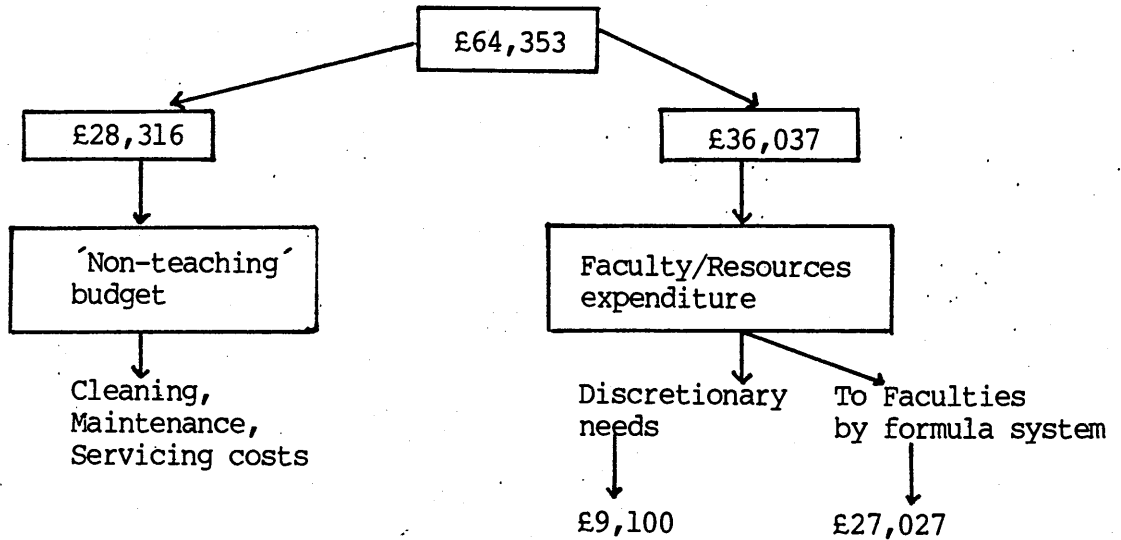 £64,353
£28,316
£36,037
´Non-teaching´
budget
Faculty/Resources
expenditure
Cleaning,
Maintenance,
Servicing costs
Discretionary
needs
To Faculties
by formula system
£9,100
£27,027